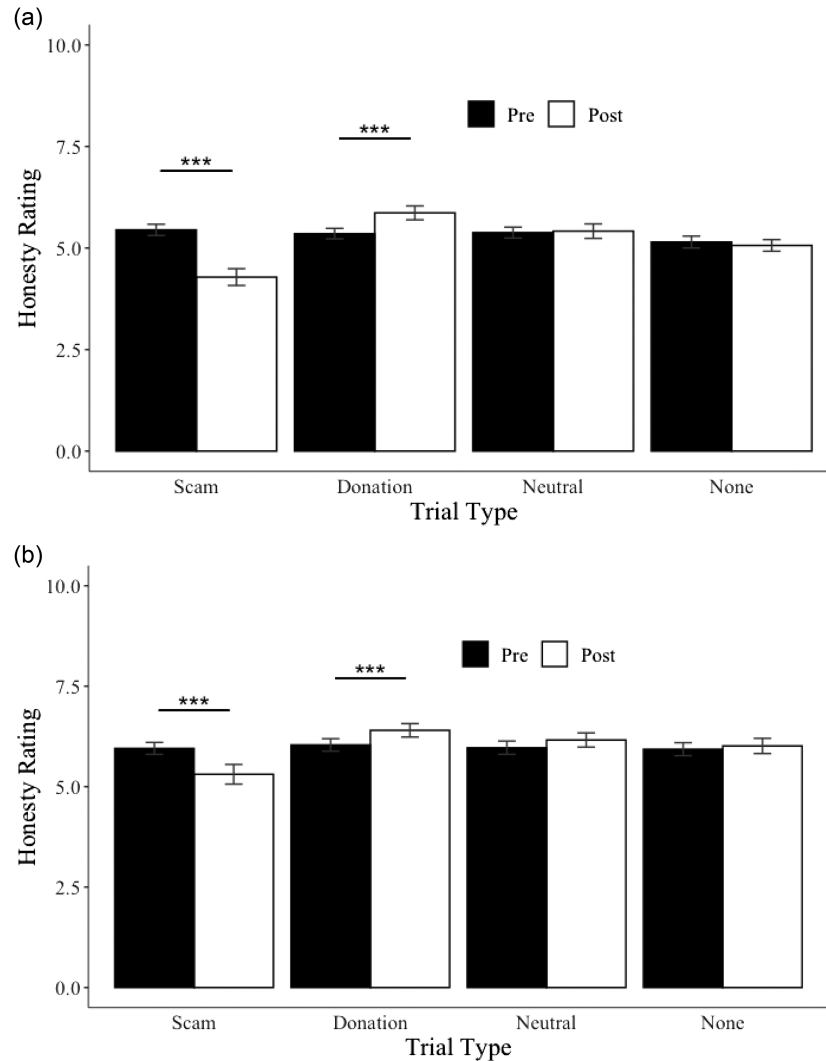 (a)
10.0
Pre Post
***
7.5
***
Honesty Rating
5.0
2.5
0.0
Scam Donation Neutral None
Trial Type
(b)
10.0
Pre Post
***
7.5
***
Honesty Rating
5.0
2.5
0.0
Scam Donation Neutral None
Trial Type